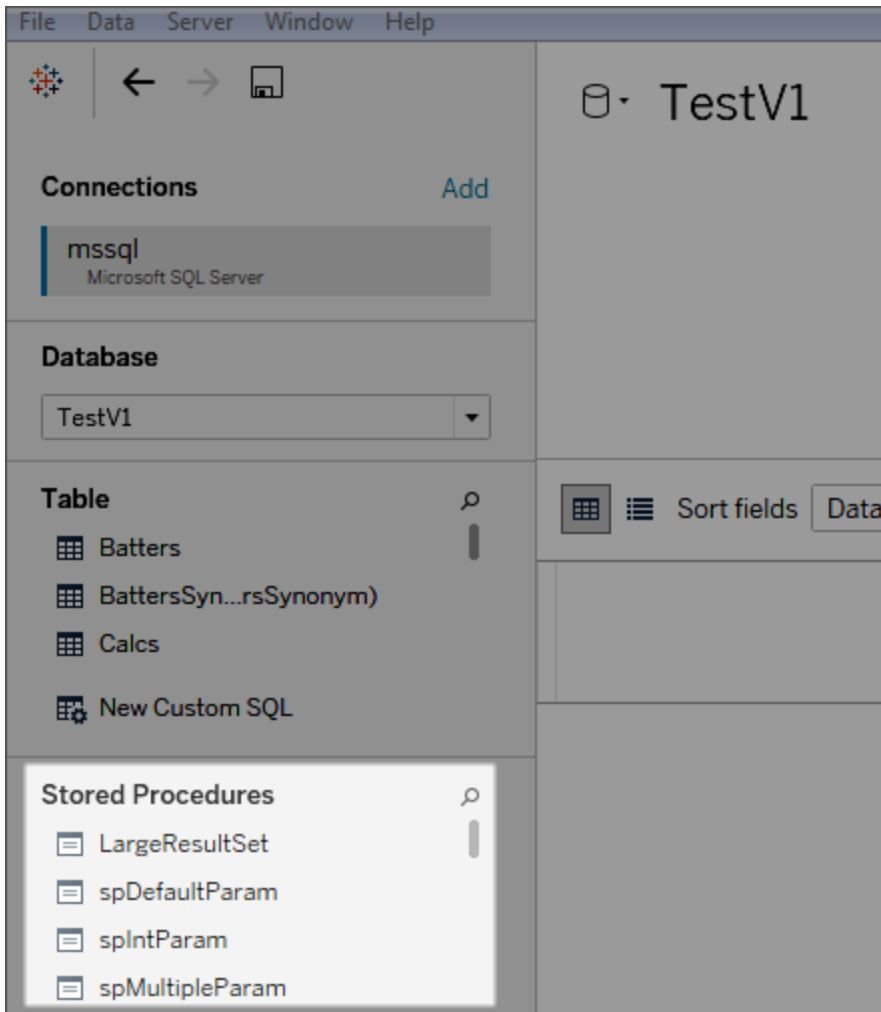 File Data Server Window Help
TestV1
Connections Add
mssql
Microsoft SQL Server
Database
TestV1
Table
Batters
BattersSyn...rsSynonym)
Calcs
New Custom SQL
Sort fields Data
Stored Procedures
LargeResultSet
spDefaultParam
spIntParam
spMultipleParam